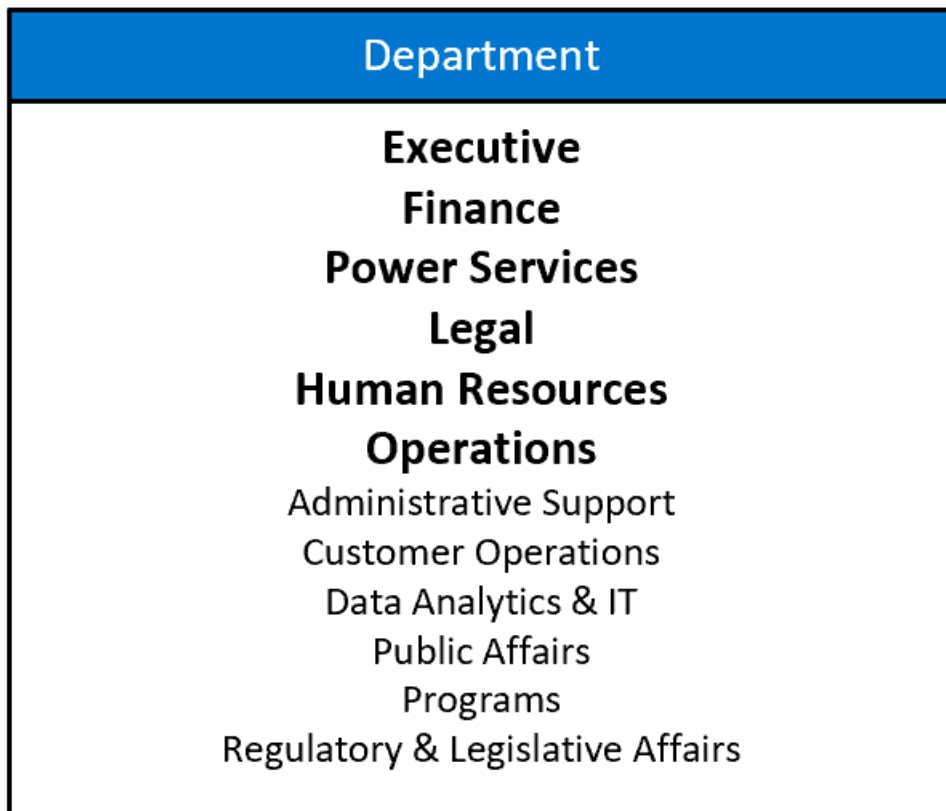 Department
Executive
Finance
Power Services
Legal
Human Resources
Operations
Administrative Support
Customer Operations
Data Analytics & IT
Public Affairs
Programs
Regulatory & Legislative Affairs